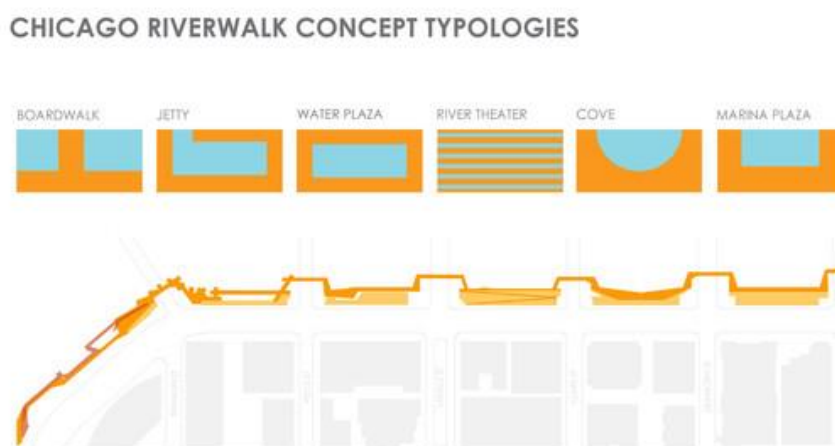 CHICAGO RIVERWALK CONCEPT TYPOLOGIES
BOARDWALK
JETTY
WATER PLAZA
RIVER THEATER
COVE
MARINA PLAZA